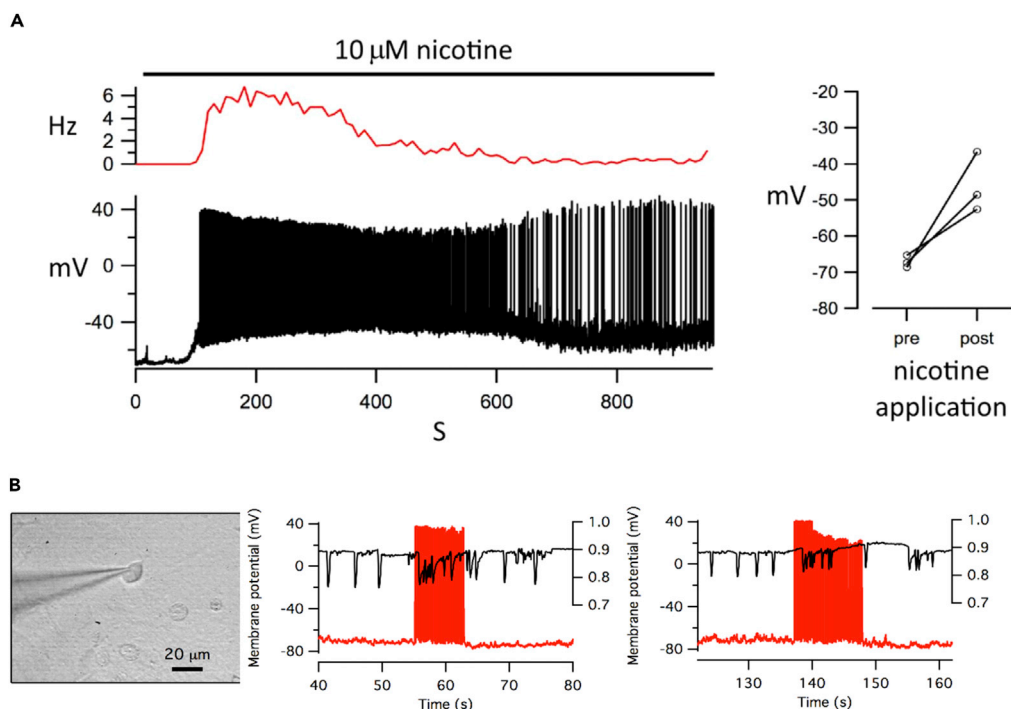 A
10 μM nicotine
Hz
6
4
2
0
mV
40
0
-40
0
200
400
600
800
S
mV
-20
-30
-40
-50
-60
-70
-80
pre
post
nicotine
application
B
20 μm
Membrane potential (mV)
40
0
-40
-80
1.0
0.9
0.8
0.7
40
50
60
70
80
Time (s)
Membrane potential (mV)
40
0
-40
-80
1.0
0.9
0.8
0.7
130
140
150
160
Time (s)